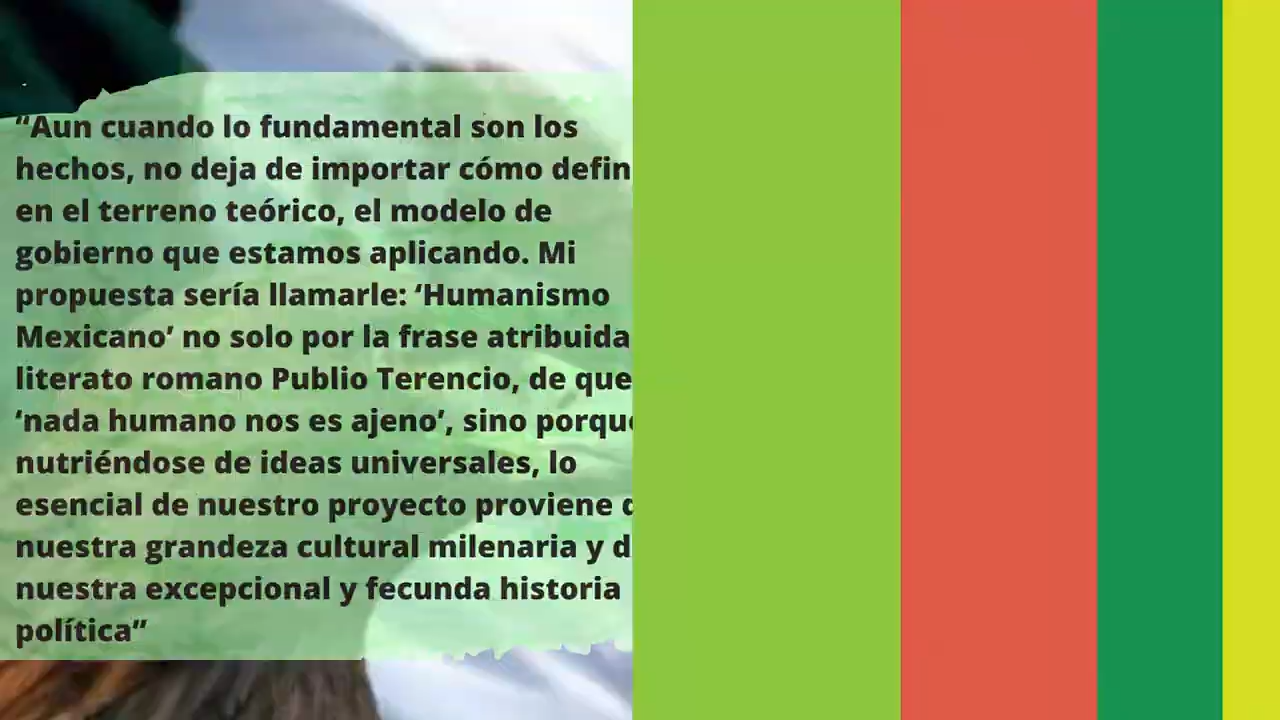 “Aun cuando lo fundamental son los
hechos, no deja de importar cómo defin
en el terreno teórico, el modelo de
gobierno que estamos aplicando. Mi
propuesta sería llamarle: ‘Humanismo
Mexicano’ no solo por la frase atribuida
literato romano Publio Terencio, de que
‘nada humano nos es ajeno’, sino porque
nutriéndose de ideas universales, lo
esencial de nuestro proyecto proviene
nuestra grandeza cultural milenaria y
nuestra excepcional y fecunda historia
política”